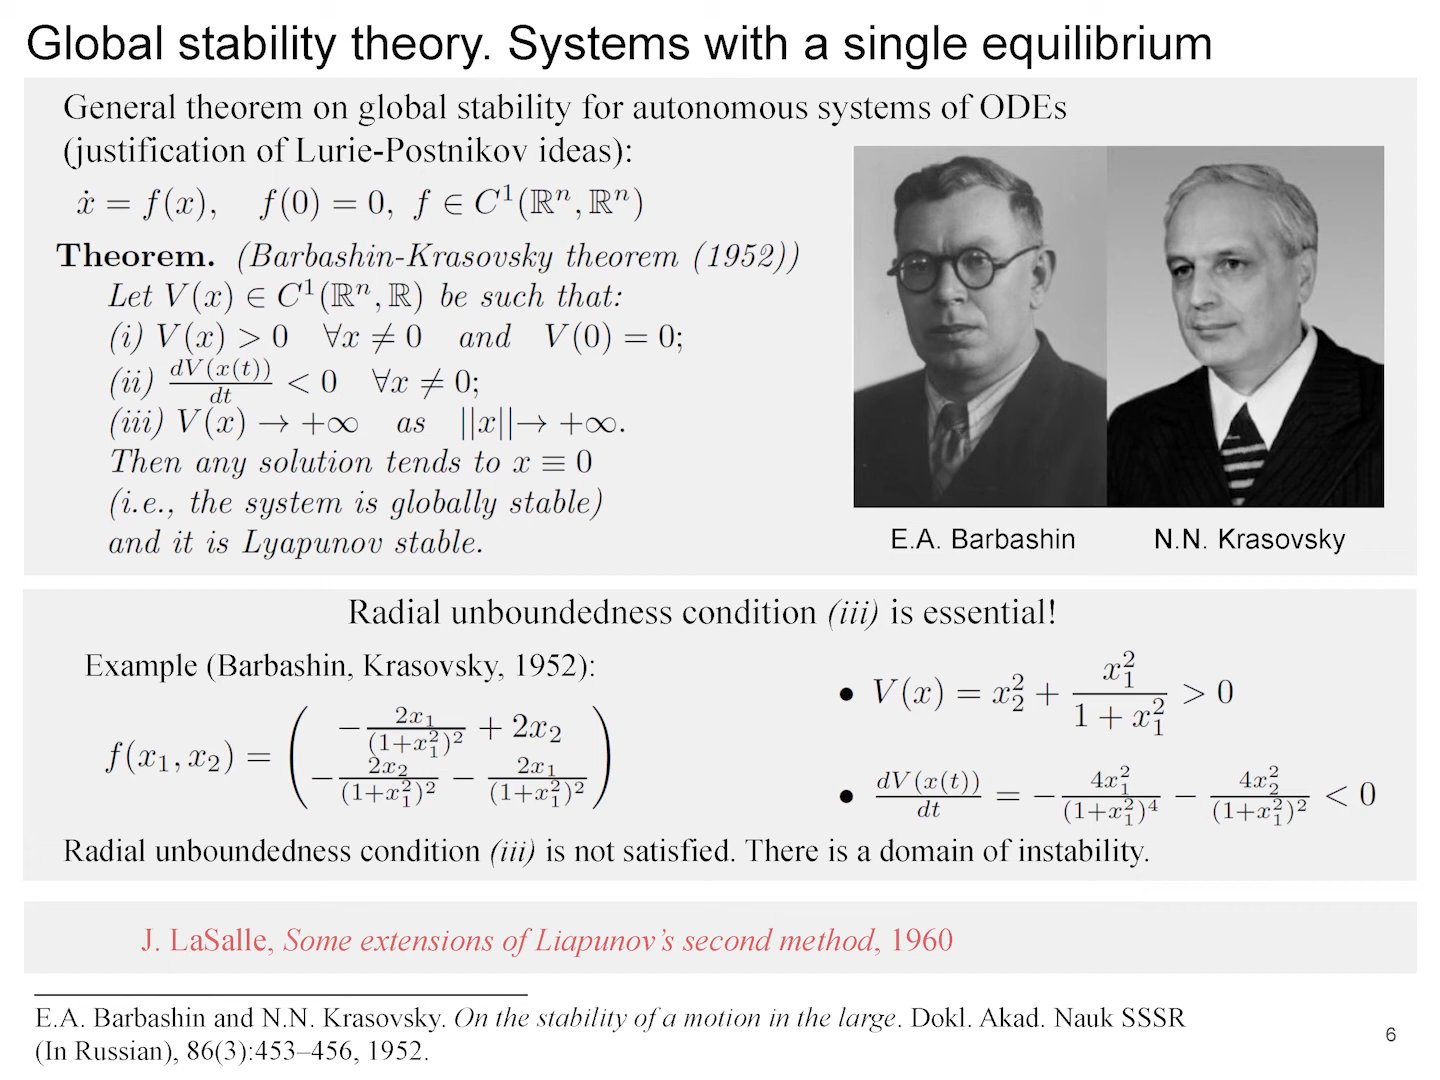 Global stability theory. Systems with a single equilibrium
General theorem on global stability for autonomous systems of ODEs
(justification of Lurie-Postnikov ideas):
ẋ = f(x), f(0) = 0, f ∈ C¹(ℝⁿ, ℝⁿ)
Theorem. (Barbashin-Krasovsky theorem (1952))
Let V(x) ∈ C¹(ℝⁿ, ℝ) be such that:
(i) V(x) > 0 ∀x ≠ 0 and V(0) = 0;
(ii) dV(x(t))/dt < 0 ∀x ≠ 0;
(iii) V(x) → +∞ as ||x|| → +∞.
Then any solution tends to x ≡ 0
(i.e., the system is globally stable)
and it is Lyapunov stable.
E.A. Barbashin N.N. Krasovsky
Radial unboundedness condition (iii) is essential!
Example (Barbashin, Krasovsky, 1952):
f(x₁, x₂) = ( −2x₁/(1+x₁²)² + 2x₂
−2x₂/(1+x₁²)² − 2x₁/(1+x₁²)² )
• V(x) = x₂² + x₁²/(1 + x₁²) > 0
• dV(x(t))/dt = −4x₁²/(1+x₁²)⁴ − 4x₂²/(1+x₁²)² < 0
Radial unboundedness condition (iii) is not satisfied. There is a domain of instability.
J. LaSalle, Some extensions of Liapunov's second method, 1960
E.A. Barbashin and N.N. Krasovsky. On the stability of a motion in the large. Dokl. Akad. Nauk SSSR
(In Russian), 86(3):453–456, 1952.
6